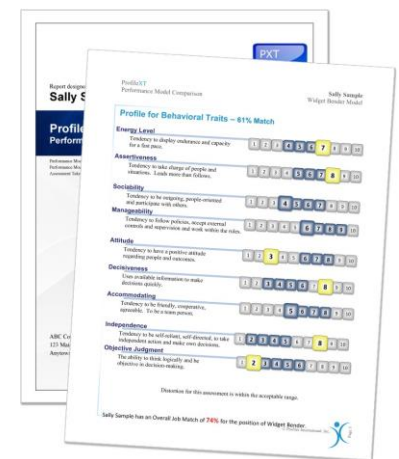 PXT
Report designed
Sally S
Profile
Perform
ABC Co
123 Mai
Anytow
ProfileXT
Performance Model Comparison
Sally Sample
Widget Bender Model
Profile for Behavioral Traits – 61% Match
Energy Level
Tendency to display endurance and capacity
for a fast pace.
1 2 3 4 5 6 7 8 9 10
Assertiveness
Tendency to take charge of people and
situations. Leads more than follows.
1 2 3 4 5 6 7 8 9 10
Sociability
Tendency to be outgoing, people-oriented
and participate with others.
1 2 3 4 5 6 7 8 9 10
Manageability
Tendency to follow policies, accept external
controls and supervision and work within the rules.
1 2 3 4 5 6 7 8 9 10
Attitude
Tendency to have a positive attitude
regarding people and outcomes.
1 2 3 4 5 6 7 8 9 10
Decisiveness
Uses available information to make
decisions quickly.
1 2 3 4 5 6 7 8 9 10
Accommodating
Tendency to be friendly, cooperative,
agreeable. To be a team person.
1 2 3 4 5 6 7 8 9 10
Independence
Tendency to be self-reliant, self-directed, to take
independent action and make own decisions.
1 2 3 4 5 6 7 8 9 10
Objective Judgment
The ability to think logically and be
objective in decision-making.
1 2 3 4 5 6 7 8 9 10
Distortion for this assessment is within the acceptable range.
Sally Sample has an Overall Job Match of 74% for the position of Widget Bender